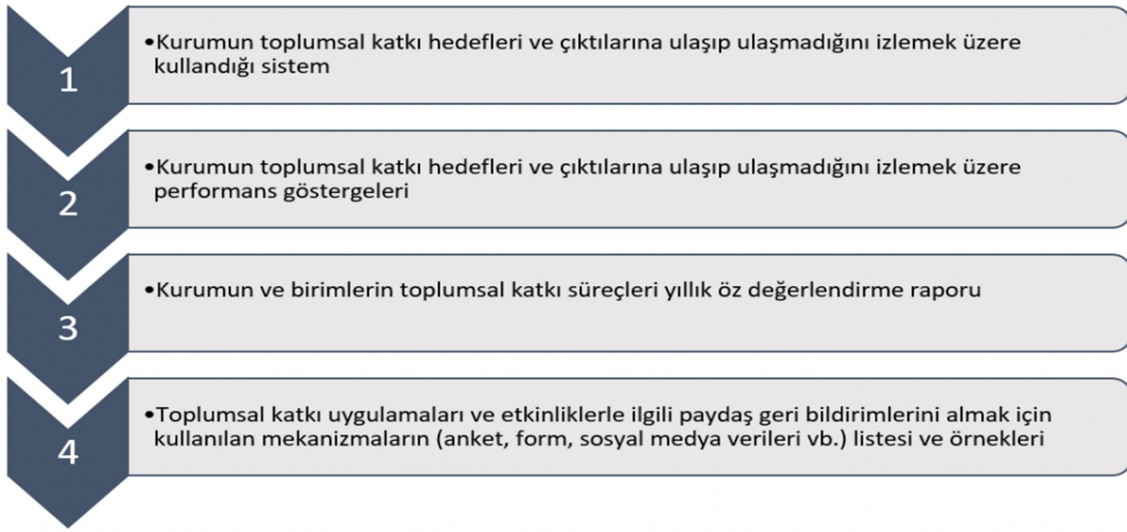 1
•Kurumun toplumsal katkı hedefleri ve çıktılarına ulaşıp ulaşmadığını izlemek üzere
kullandığı sistem
2
•Kurumun toplumsal katkı hedefleri ve çıktılarına ulaşıp ulaşmadığını izlemek üzere
performans göstergeleri
3
•Kurumun ve birimlerin toplumsal katkı süreçleri yıllık öz değerlendirme raporu
4
•Toplumsal katkı uygulamaları ve etkinliklerle ilgili paydaş geri bildirimlerini almak için
kullanılan mekanizmaların (anket, form, sosyal medya verileri vb.) listesi ve örnekleri